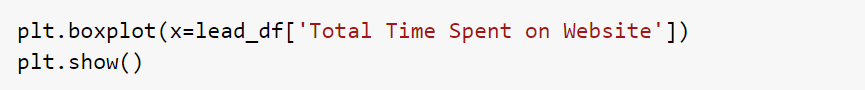 plt.boxplot(x=lead_df['Total Time Spent on Website'])
plt.show()